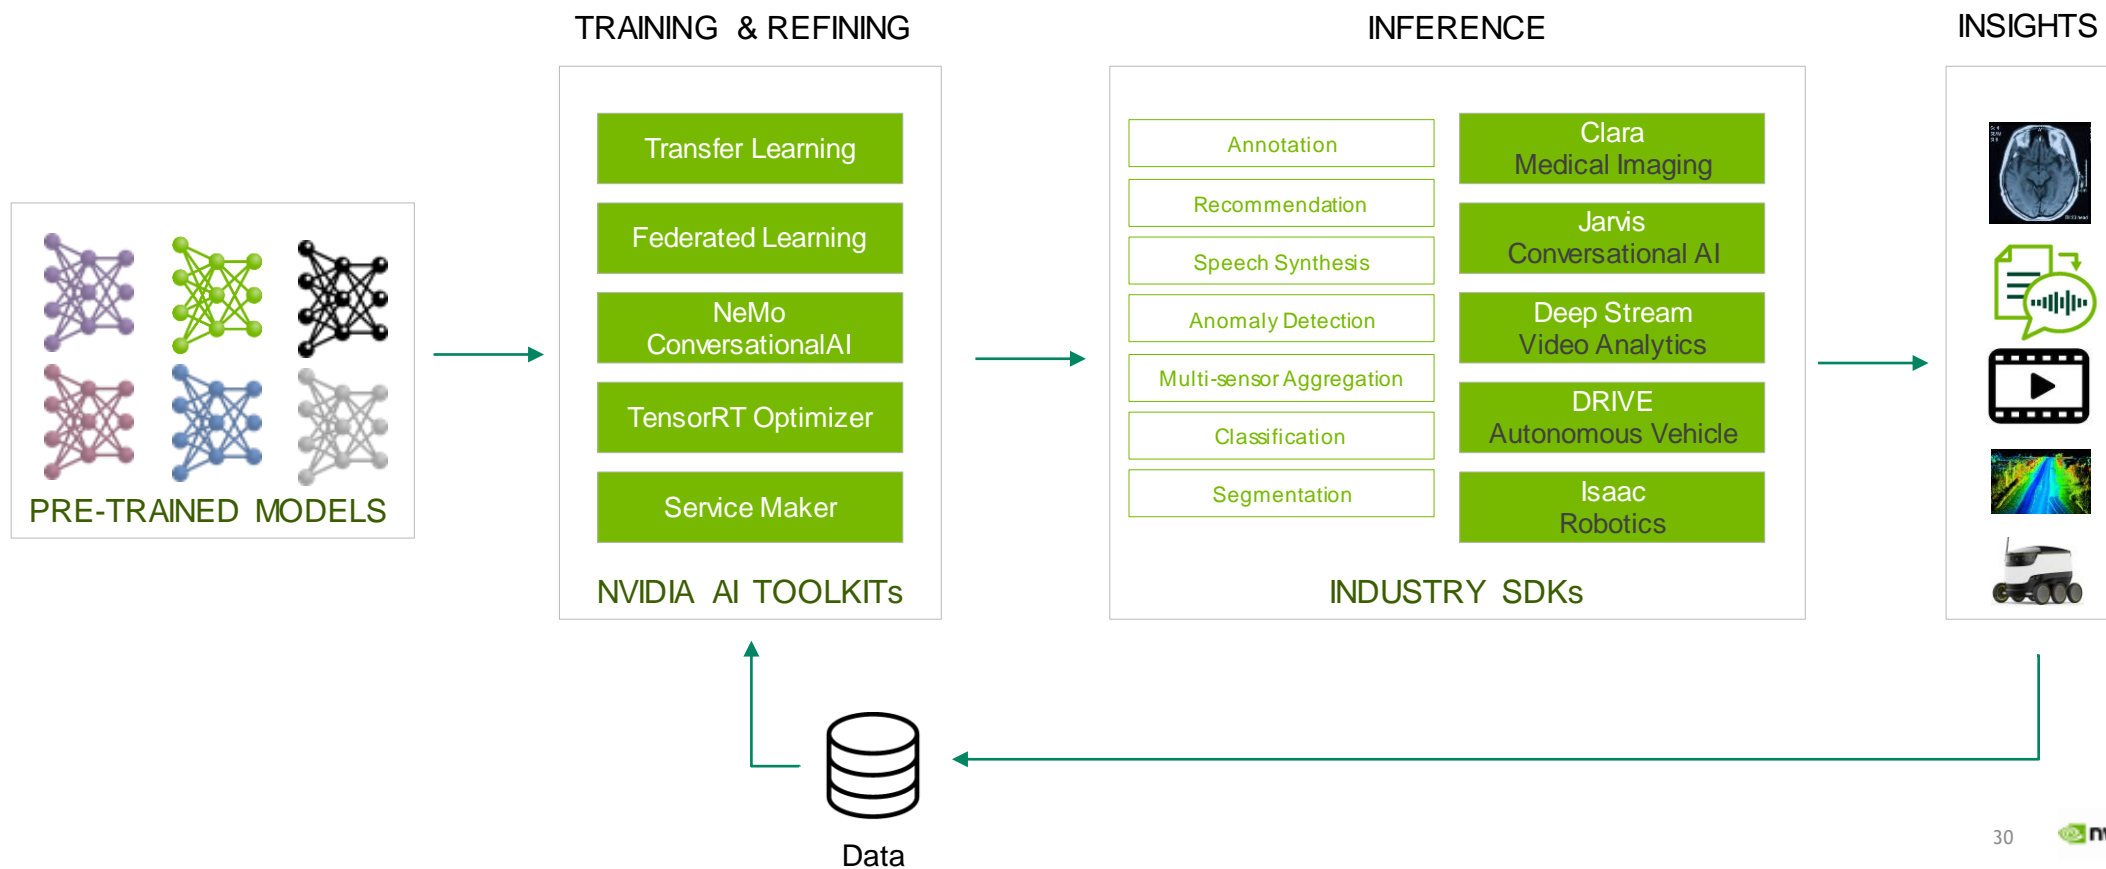 TRAINING & REFINING
INFERENCE
INSIGHTS
PRE-TRAINED MODELS
Transfer Learning
Federated Learning
NeMo
ConversationalAI
TensorRT Optimizer
Service Maker
NVIDIA AI TOOLKITs
Annotation
Recommendation
Speech Synthesis
Anomaly Detection
Multi-sensor Aggregation
Classification
Segmentation
Clara
Medical Imaging
Jarvis
Conversational AI
Deep Stream
Video Analytics
DRIVE
Autonomous Vehicle
Isaac
Robotics
INDUSTRY SDKs
Data
30